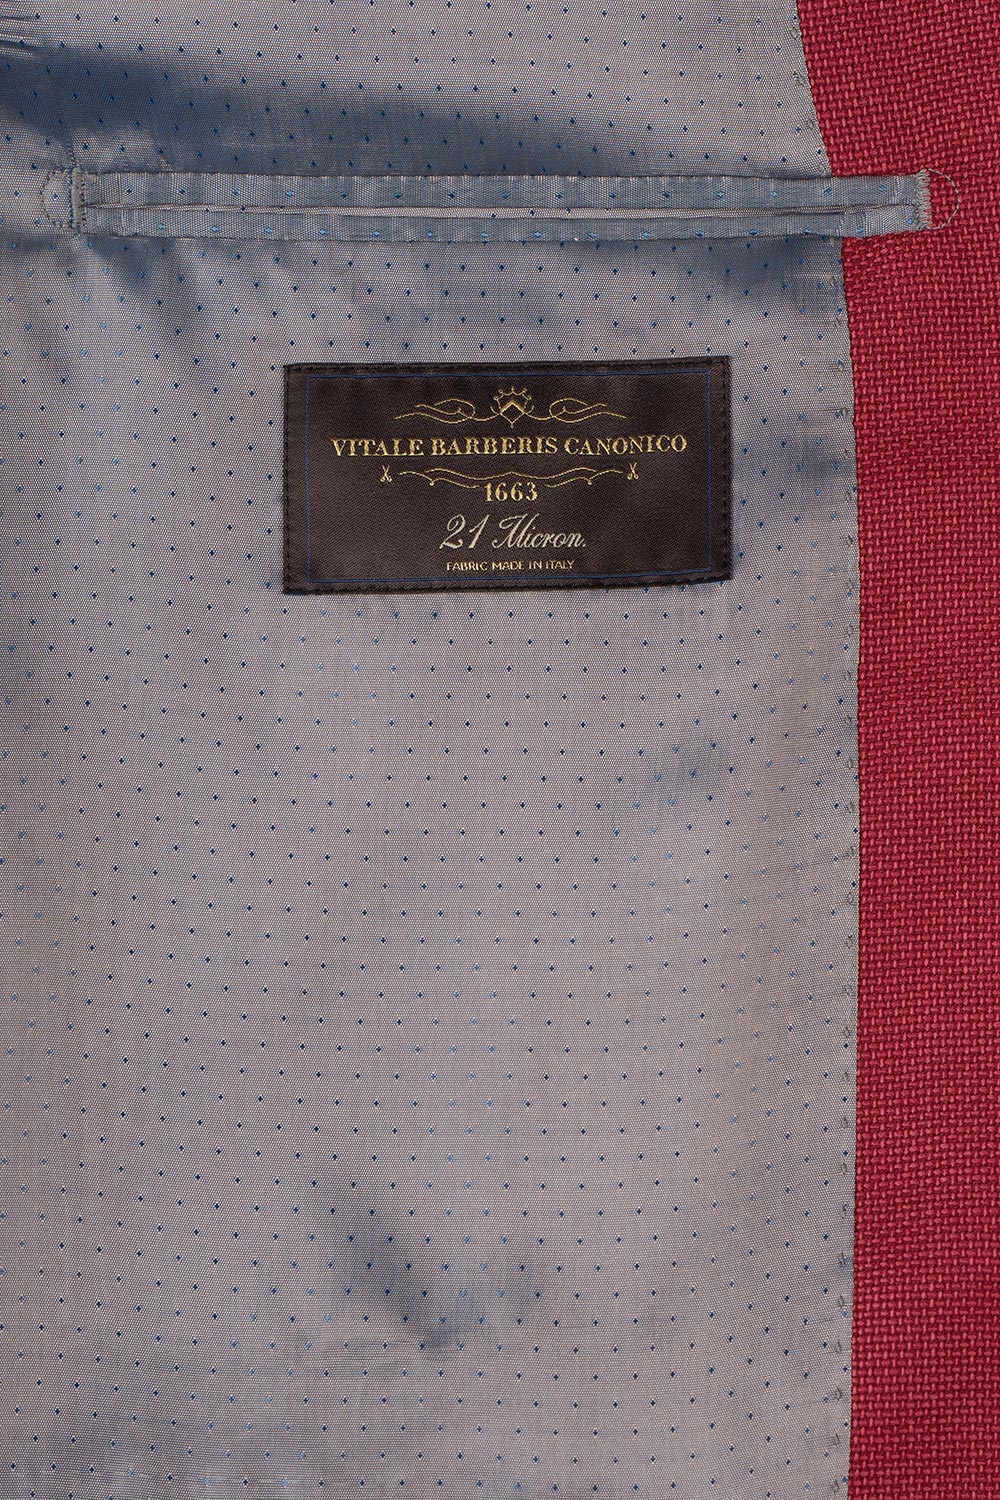 VITALE BARBERIS CANONICO
1663
21 Micron.
FABRIC MADE IN ITALY